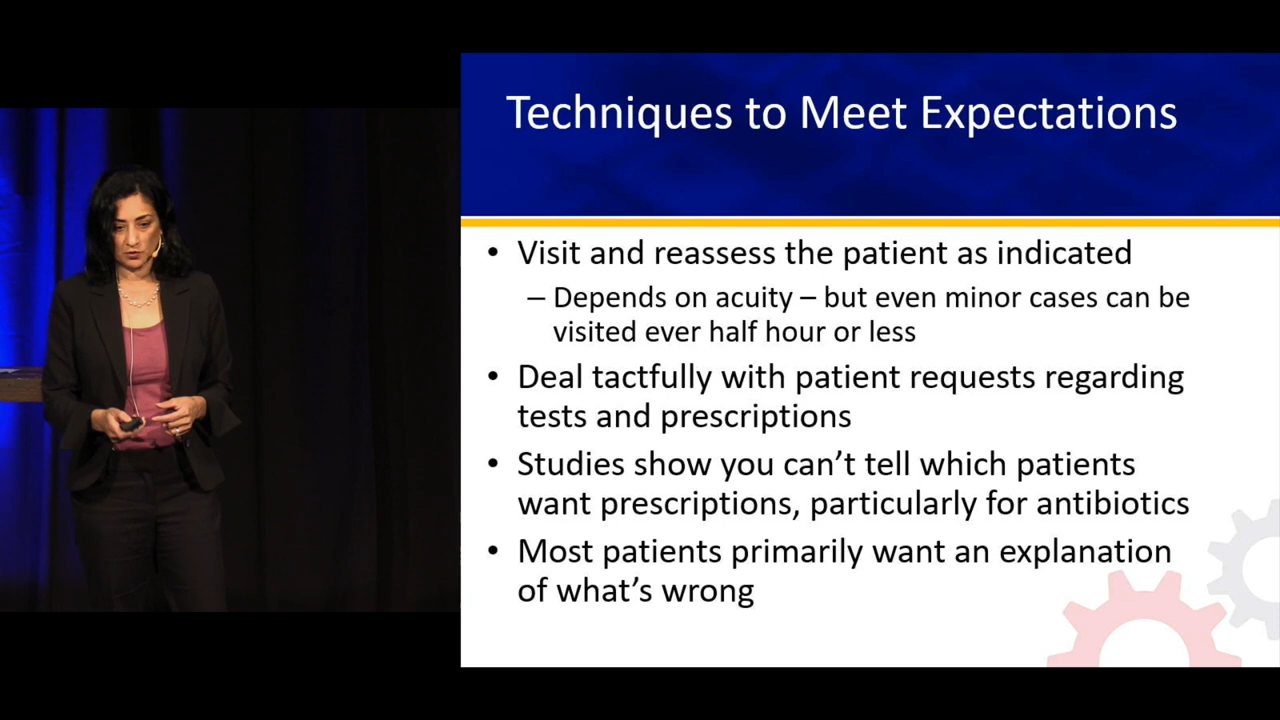 Techniques to Meet Expectations
• Visit and reassess the patient as indicated
– Depends on acuity – but even minor cases can be
visited ever half hour or less
• Deal tactfully with patient requests regarding
tests and prescriptions
• Studies show you can’t tell which patients
want prescriptions, particularly for antibiotics
• Most patients primarily want an explanation
of what’s wrong